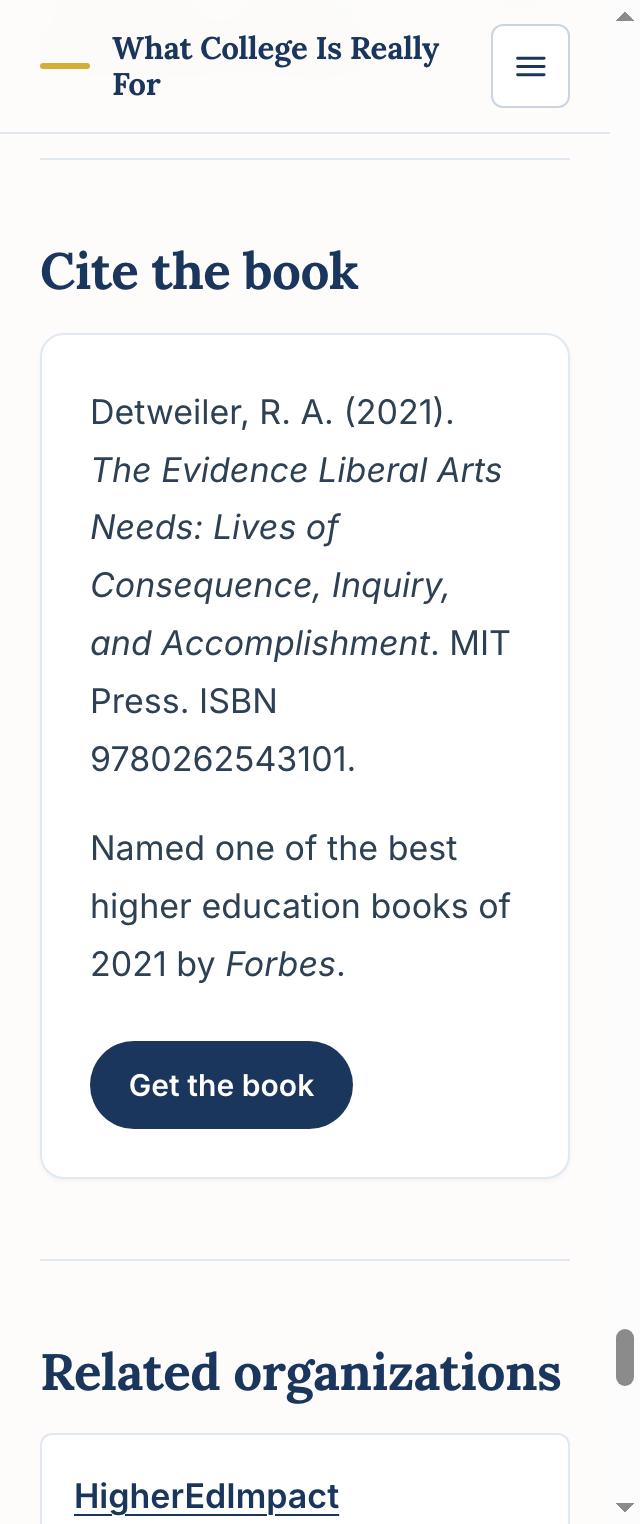 What College Is Really
For
Cite the book
Detweiler, R. A. (2021).
The Evidence Liberal Arts
Needs: Lives of
Consequence, Inquiry,
and Accomplishment. MIT
Press. ISBN
9780262543101.
Named one of the best
higher education books of
2021 by Forbes.
Get the book
Related organizations
HigherEdImpact